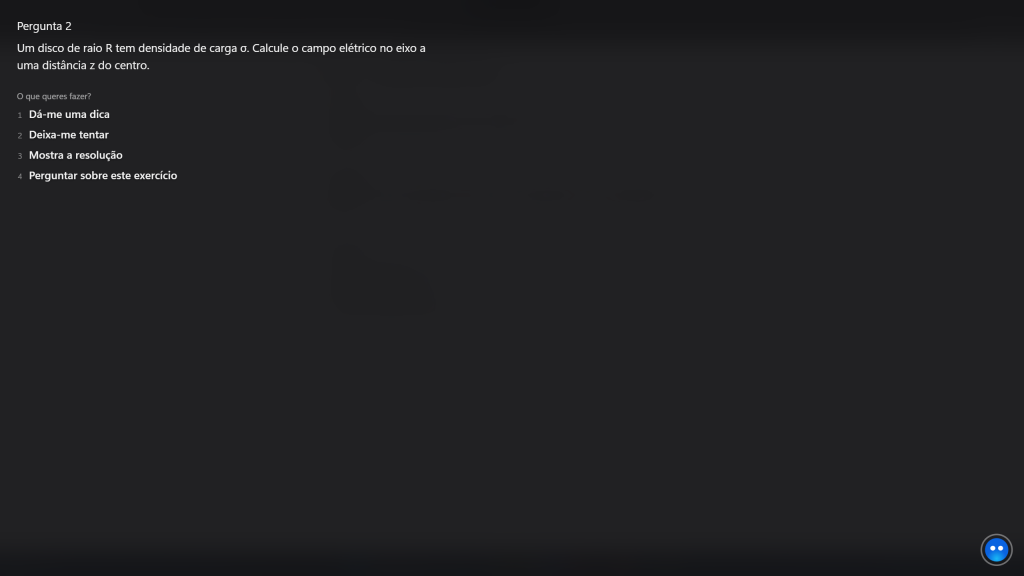 Pergunta 2
Um disco de raio R tem densidade de carga σ. Calcule o campo elétrico no eixo a
uma distância z do centro.
O que queres fazer?
1 Dá-me uma dica
2 Deixa-me tentar
3 Mostra a resolução
4 Perguntar sobre este exercício